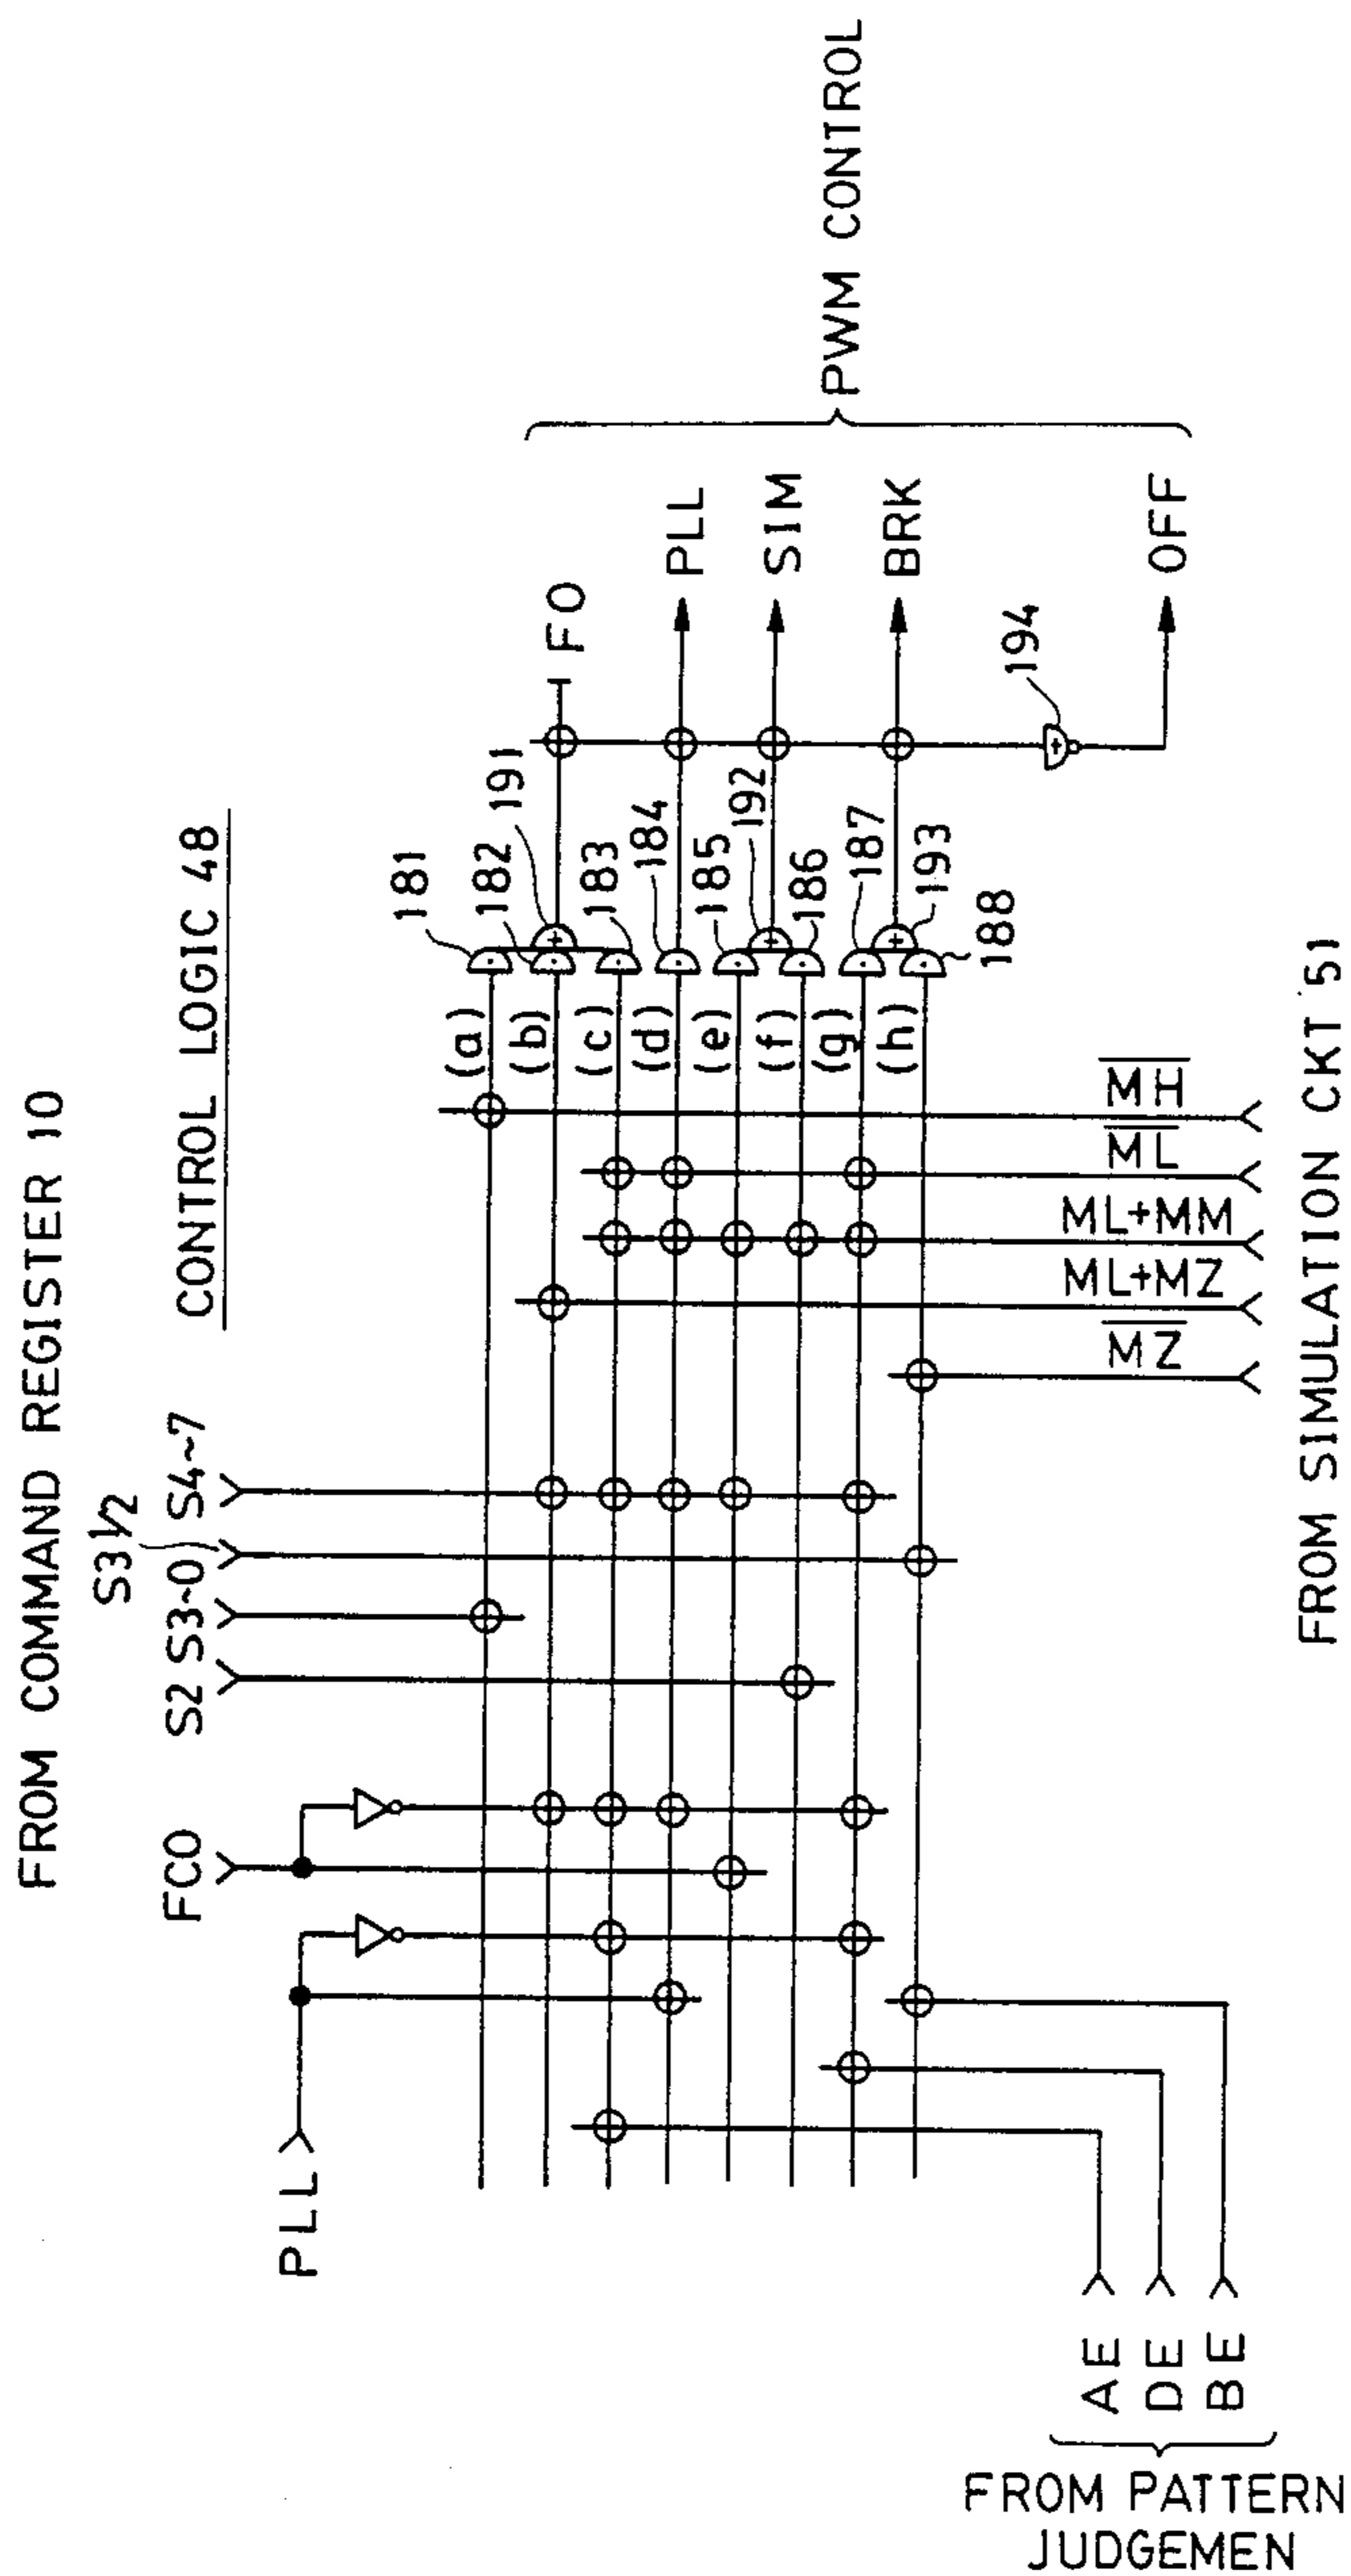 FROM COMMAND REGISTER 10
CONTROL LOGIC 48
PLL
FCO
S2
S3~0
S3½
S4~7
(a)
(b)
(c)
(d)
(e)
(f)
(g)
(h)
181
182
191
183
184
185
192
186
187
193
188
194
FO
PLL
SIM
BRK
OFF
PWM CONTROL
MH
ML
ML+MM
ML+MZ
MZ
FROM SIMULATION CKT 51
AE
DE
BE
FROM PATTERN
JUDGEMEN